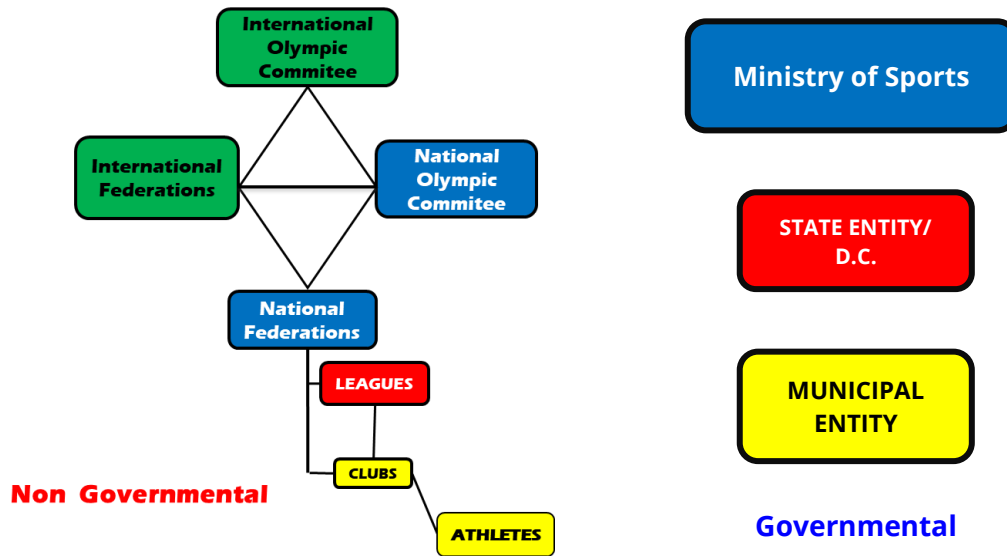 International
Olympic
Commitee
International
Federations
National
Olympic
Commitee
National
Federations
LEAGUES
CLUBS
ATHLETES
Non Governmental
Ministry of Sports
STATE ENTITY/
D.C.
MUNICIPAL
ENTITY
Governmental